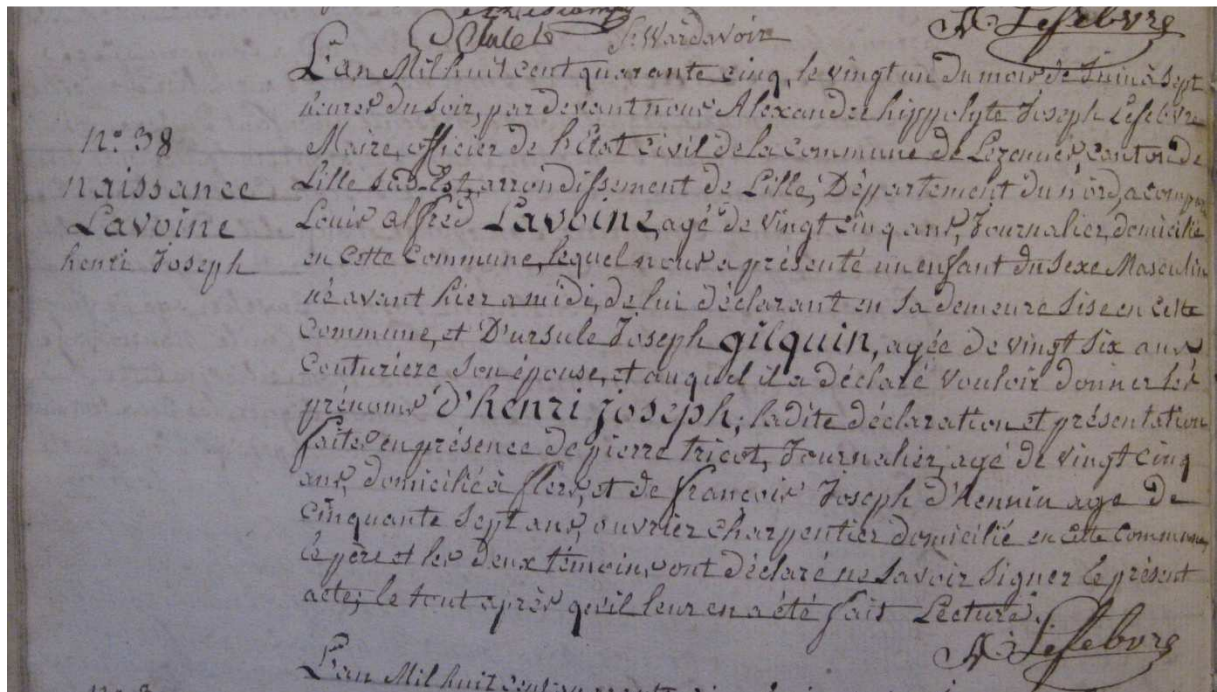 Wardavoir
A: Lefebvre
L'an Mil huit cent quarante cinq, le vingt un du mois de Juin à Sept
heures du Soir, par devant nous Alexandre hippolyte Joseph Lefebvre
Maire, officier de l'état Civil de la Commune de Lezennes, Canton de
Lille Sud-Est, arrondissement de Lille, Département du nord, a comparu
Louis Alfred Lavoine, agé de vingt cinq ans, Journalier, domicilié
en Cette Commune, lequel nous a présenté un enfant du Sexe Masculin
né avant hier a midi, de lui déclarant en Sa demeure Sise en Cette
Commune, et D'ursule Joseph gilquin, agée de vingt Six ans
Couturiere Son épouse, et auquel il a déclaré vouloir donner les
prénoms d'henri joseph; ladite déclaration et présentation
faites en présence de pierre tricot, Journalier, agé de vingt cinq
ans, domicilié à flers, et de françois Joseph d'Hennin age de
Cinquante Sept ans, ouvrier Charpentier domicilié en Cette Commune,
le père et les deux témoins, ont déclaré ne Savoir Signer le présent
acte; le tout après qu'il leur en a été fait Lecture.
A: Lefebvre
n.° 38
naissance
Lavoine
henri Joseph
L'an Mil huit cent quarante